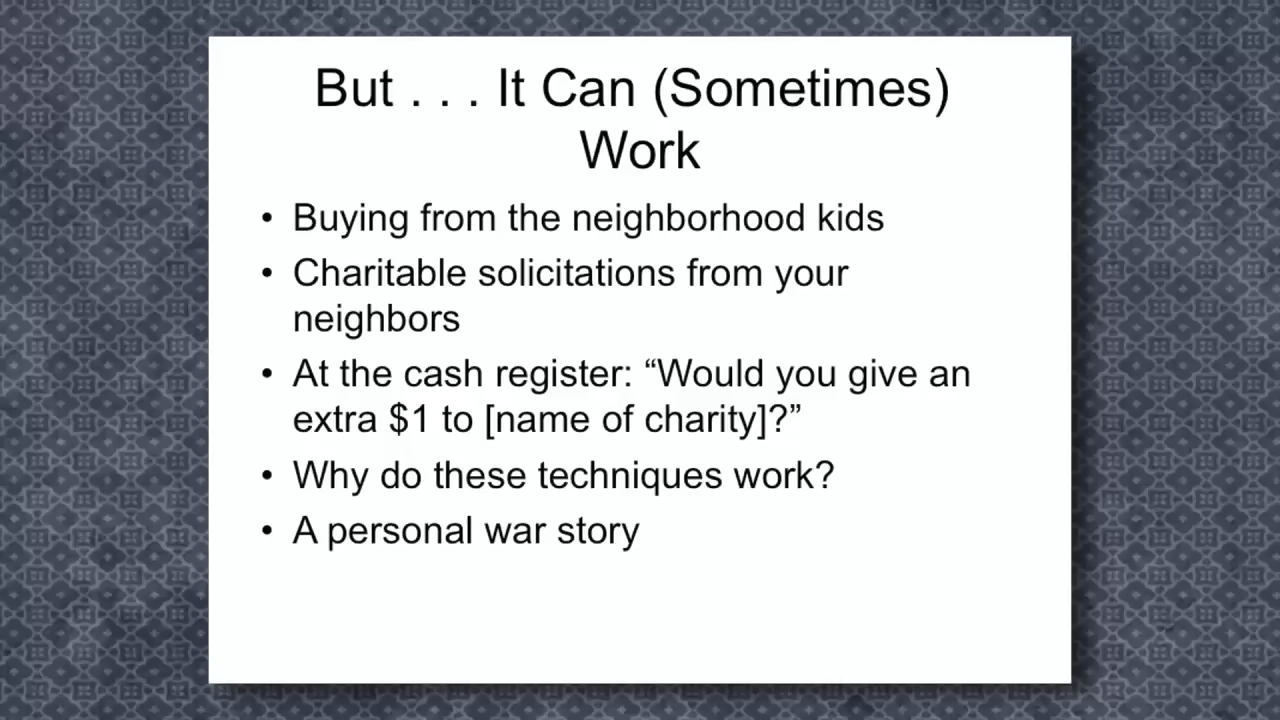 But . . . It Can (Sometimes)
Work
• Buying from the neighborhood kids
• Charitable solicitations from your
neighbors
• At the cash register: “Would you give an
extra $1 to [name of charity]?”
• Why do these techniques work?
• A personal war story